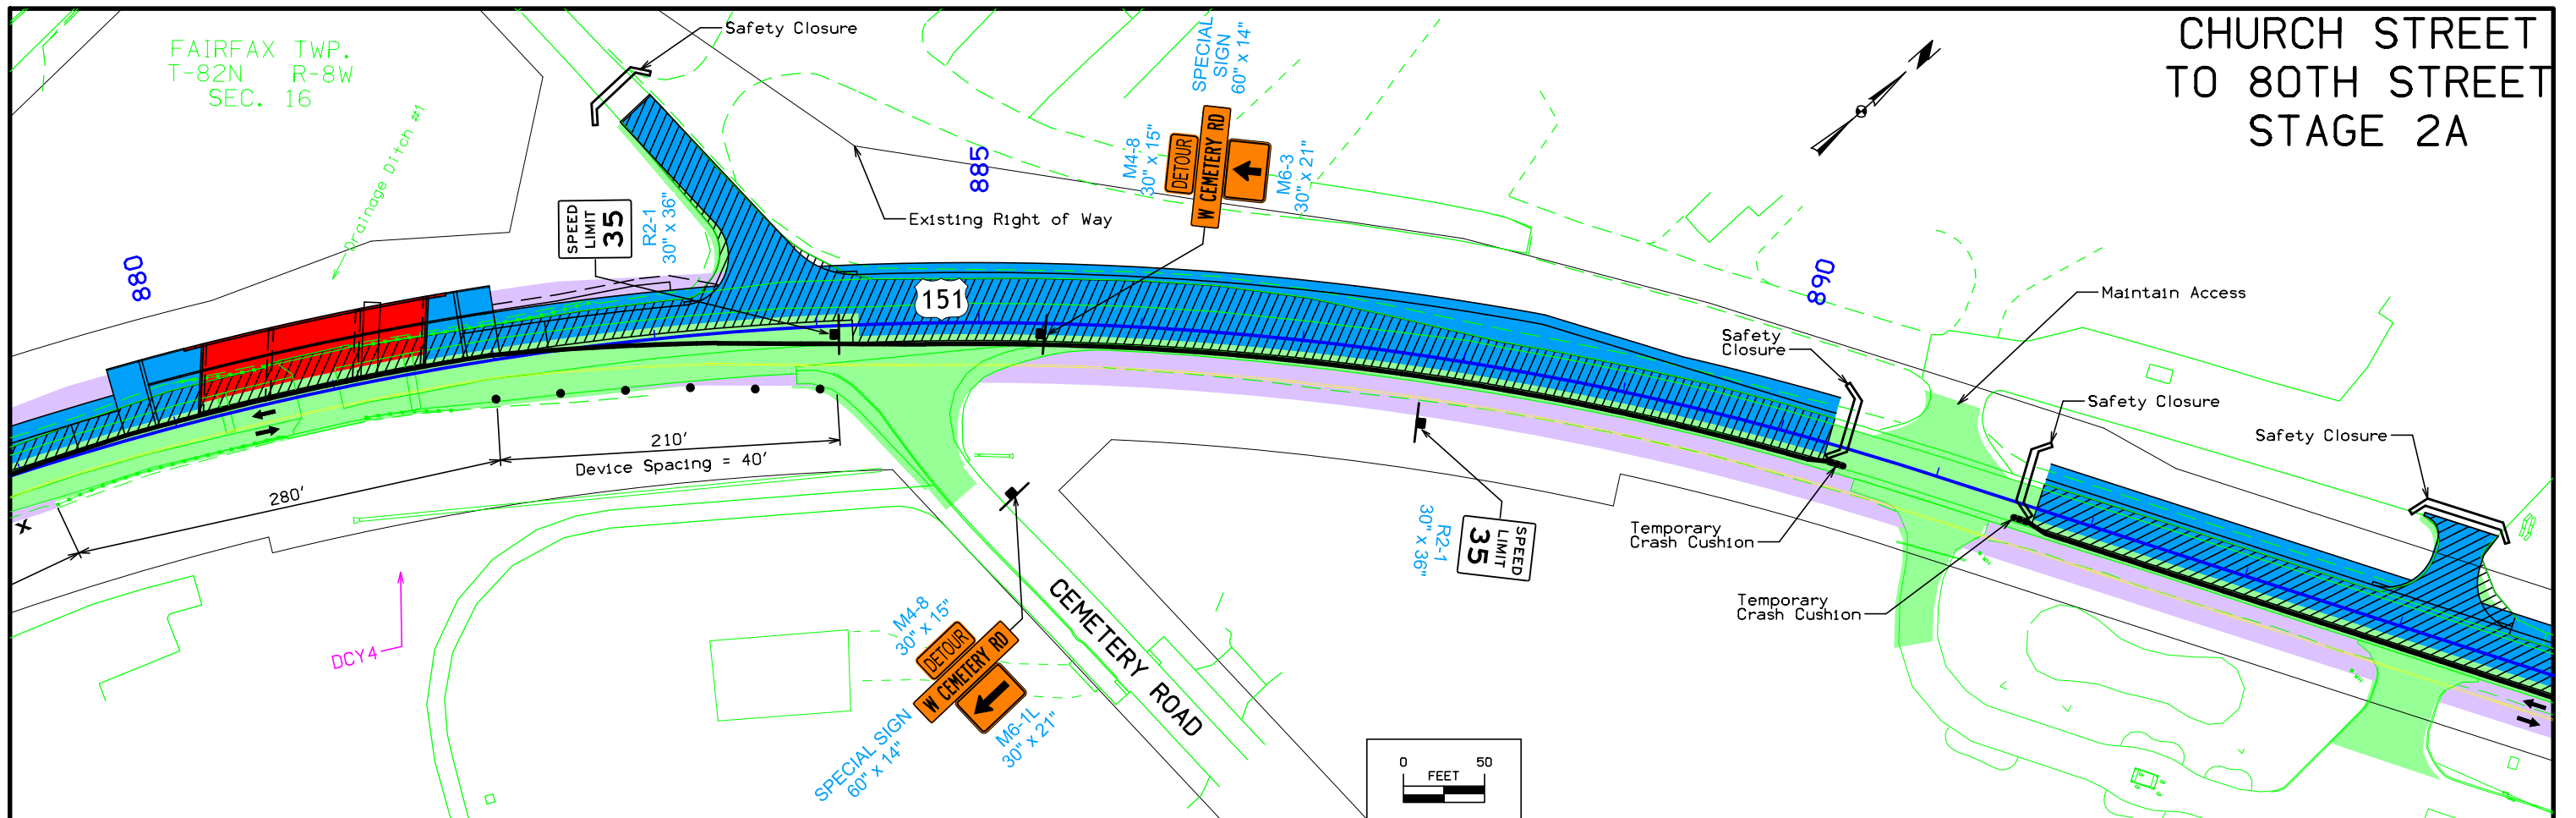 CHURCH STREET
TO 80TH STREET
STAGE 2A
FAIRFAX TWP.
T-82N R-8W
SEC. 16
Drainage Ditch #1
Safety Closure
SPECIAL
SIGN
60" x 14"
M4-8
30" x 15"
DETOUR
W CEMETERY RD
M6-3
30" x 21"
885
Existing Right of Way
SPEED
LIMIT
35
R2-1
30" x 36"
880
151
890
Maintain Access
Safety
Closure
Safety Closure
Safety Closure
210'
Device Spacing = 40'
280'
x
DCY4
Temporary
Crash Cushion
Temporary
Crash Cushion
R2-1
30" x 36"
SPEED
LIMIT
35
M4-8
30" x 15"
DETOUR
W CEMETERY RD
SPECIAL SIGN
60" x 14"
M6-1L
30" x 21"
CEMETERY ROAD
0 50
FEET